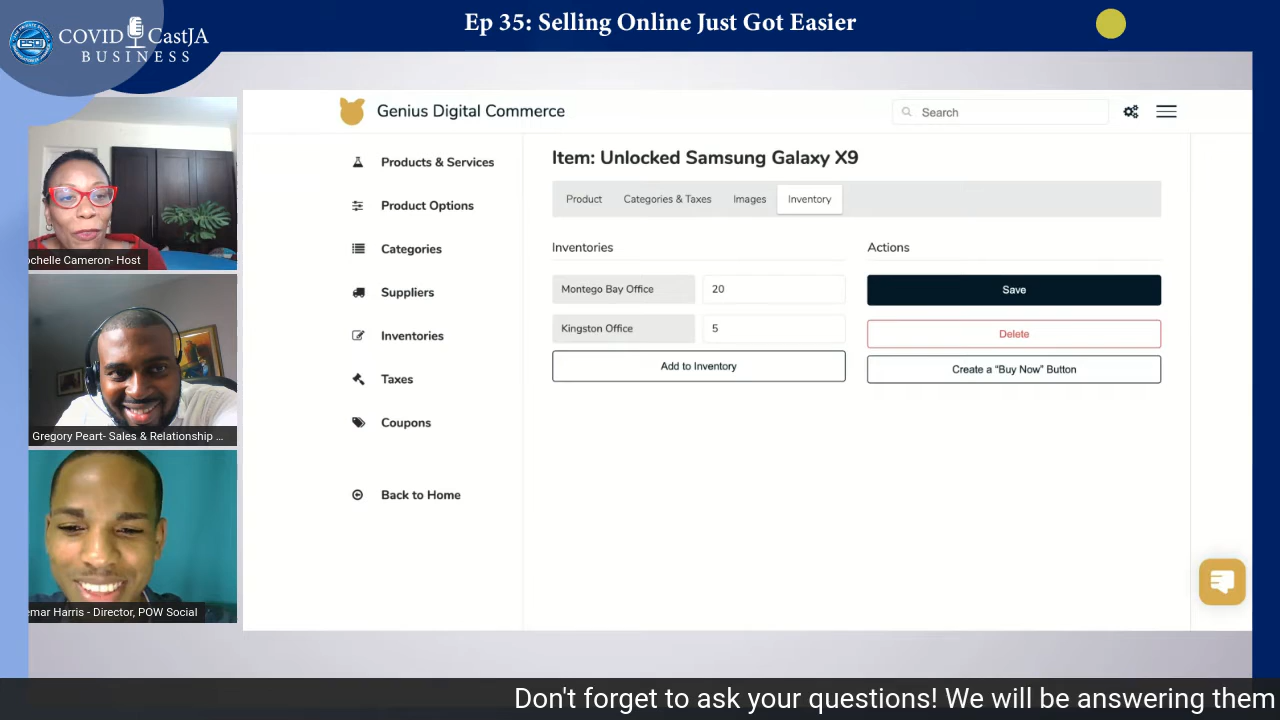 Ep 35: Selling Online Just Got Easier
COVID CastJA
BUSINESS
Genius Digital Commerce
Search
Products & Services
Product Options
Categories
Suppliers
Inventories
Taxes
Coupons
Back to Home
Item: Unlocked Samsung Galaxy X9
Product
Categories & Taxes
Images
Inventory
Inventories
Montego Bay Office
20
Kingston Office
5
Add to Inventory
Actions
Save
Delete
Create a "Buy Now" Button
ochelle Cameron- Host
Gregory Peart- Sales & Relationship ...
emar Harris - Director, POW Social
Don't forget to ask your questions! We will be answering them